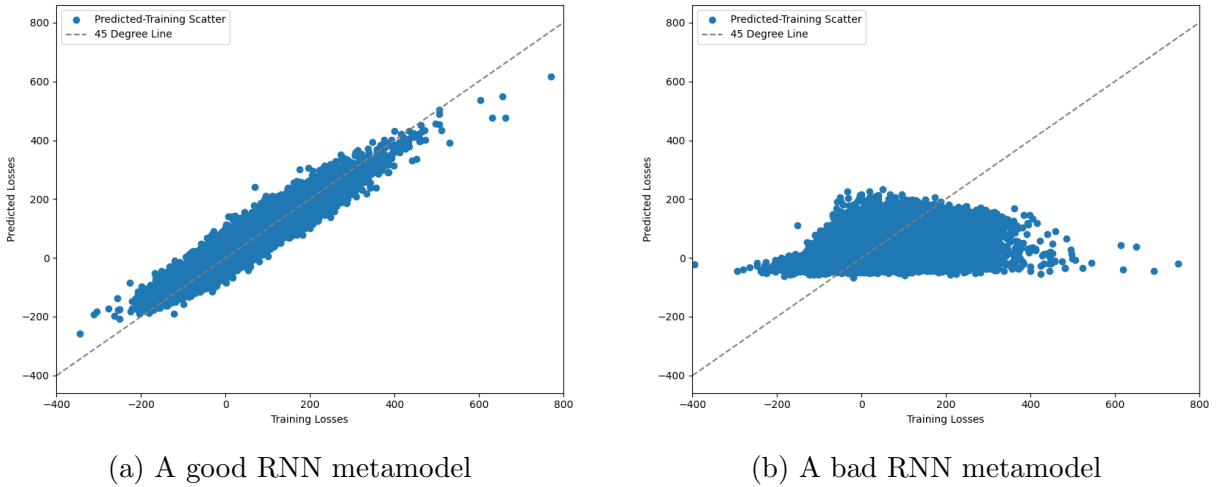 Predicted-Training Scatter
45 Degree Line
800
600
400
200
0
−200
−400
Predicted Losses
−400
−200
0
200
400
600
800
Training Losses
(a) A good RNN metamodel
Predicted-Training Scatter
45 Degree Line
800
600
400
200
0
−200
−400
Predicted Losses
−400
−200
0
200
400
600
800
Training Losses
(b) A bad RNN metamodel